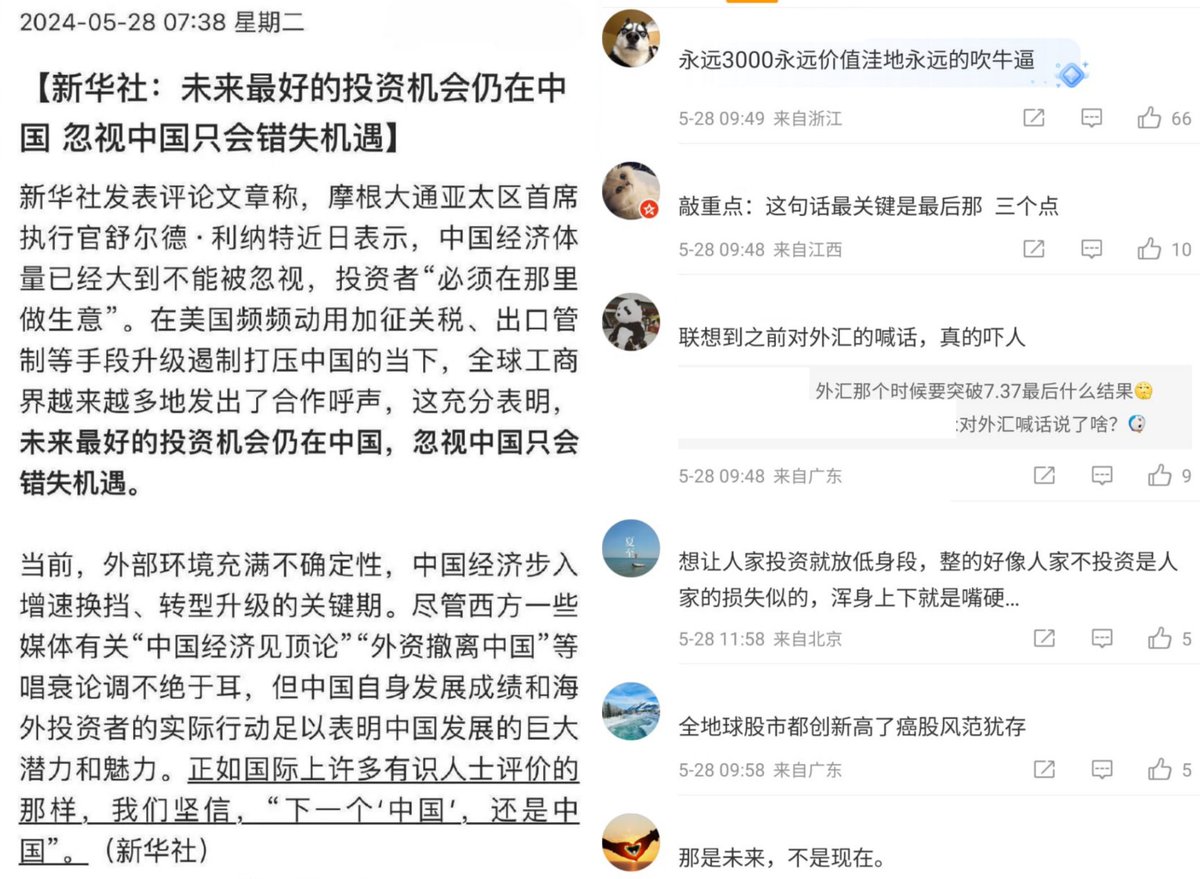 2024-05-28 07:38 星期二
【新华社：未来最好的投资机会仍在中
国 忽视中国只会错失机遇】
新华社发表评论文章称，摩根大通亚太区首席
执行官舒尔德·利纳特近日表示，中国经济体
量已经大到不能被忽视，投资者“必须在那里
做生意”。在美国频频动用加征关税、出口管
制等手段升级遏制打压中国的当下，全球工商
界越来越多地发出了合作呼声，这充分表明，
未来最好的投资机会仍在中国，忽视中国只会
错失机遇。
当前，外部环境充满不确定性，中国经济步入
增速换挡、转型升级的关键期。尽管西方一些
媒体有关“中国经济见顶论”“外资撤离中国”等
唱衰论调不绝于耳，但中国自身发展成绩和海
外投资者的实际行动足以表明中国发展的巨大
潜力和魅力。正如国际上许多有识人士评价的
那样，我们坚信，“下一个‘中国’，还是中
国”。（新华社）
永远3000永远价值洼地永远的吹牛逼
5-28 09:49 来自浙江 66
敲重点：这句话最关键是最后那 三个点
5-28 09:48 来自江西 10
联想到之前对外汇的喊话，真的吓人
外汇那个时候要突破7.37最后什么结果
:对外汇喊话说了啥？
5-28 09:48 来自广东 9
夏至
想让人家投资就放低身段，整的好像人家不投资是人
家的损失似的，浑身上下就是嘴硬...
5-28 11:58 来自北京 5
全地球股市都创新高了癌股风范犹存
5-28 09:58 来自广东 5
那是未来，不是现在。